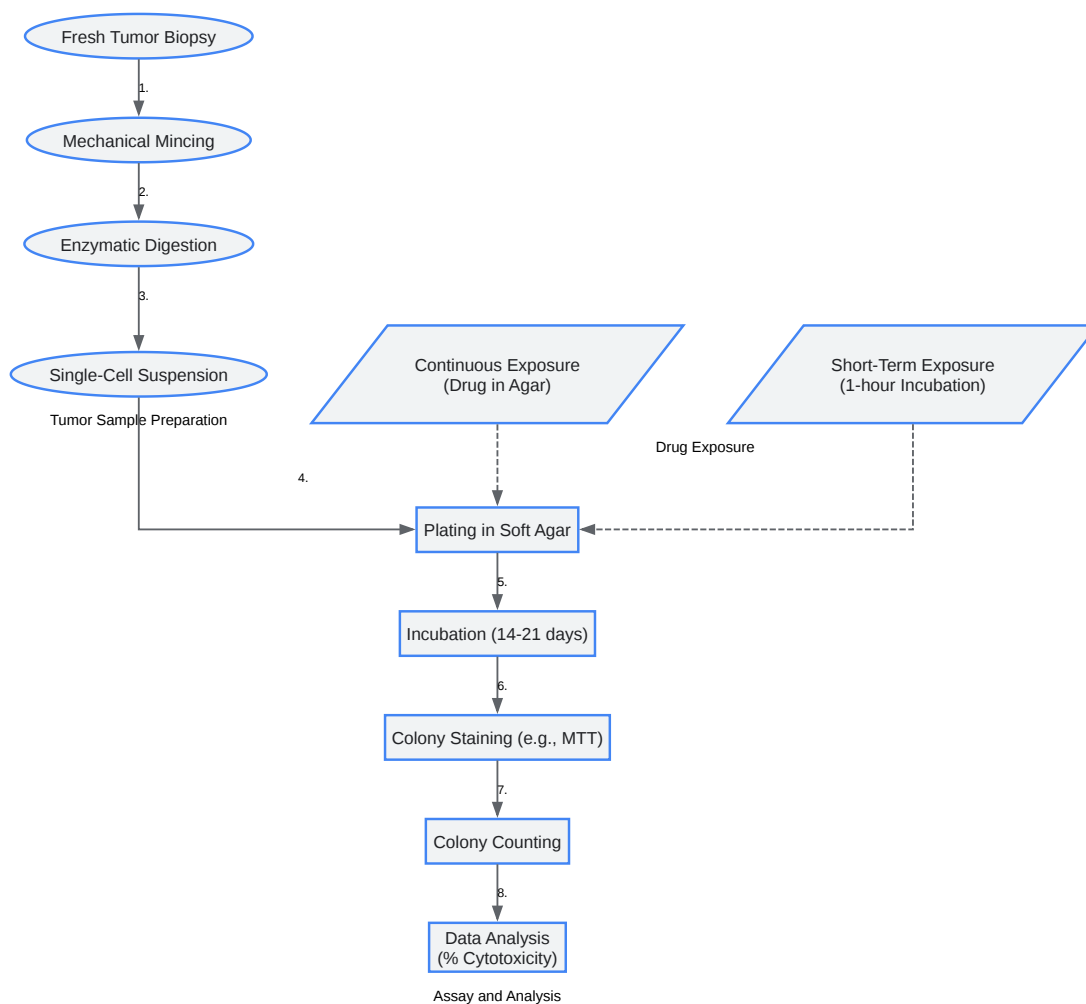 Fresh Tumor Biopsy
1.
Mechanical Mincing
2.
Enzymatic Digestion
3.
Single-Cell Suspension
Tumor Sample Preparation
Continuous Exposure
(Drug in Agar)
Short-Term Exposure
(1-hour Incubation)
Drug Exposure
4.
Plating in Soft Agar
5.
Incubation (14-21 days)
6.
Colony Staining (e.g., MTT)
7.
Colony Counting
8.
Data Analysis
(% Cytotoxicity)
Assay and Analysis